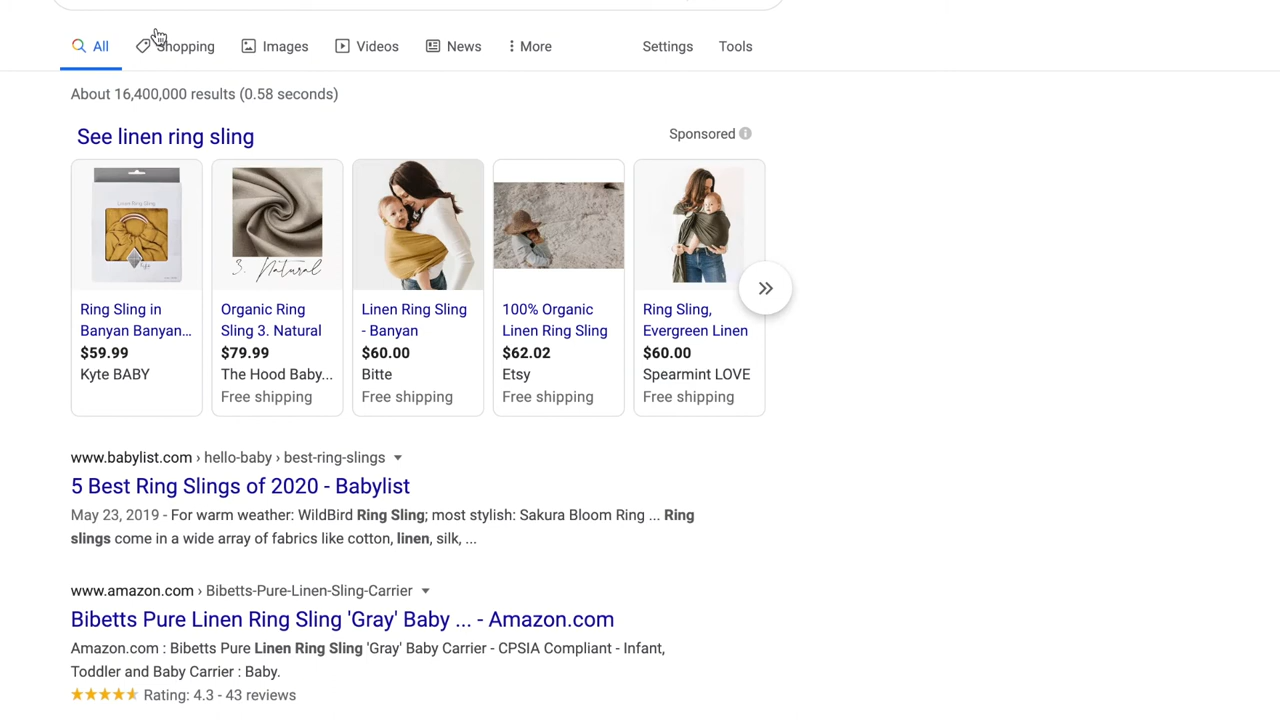 All
Shopping
Images
Videos
News
More
Settings
Tools
About 16,400,000 results (0.58 seconds)
See linen ring sling
Sponsored
Linen Ring Sling
3. Natural
Ring Sling in
Banyan Banyan...
$59.99
Kyte BABY
Organic Ring
Sling 3. Natural
$79.99
The Hood Baby...
Free shipping
Linen Ring Sling
- Banyan
$60.00
Bitte
Free shipping
100% Organic
Linen Ring Sling
$62.02
Etsy
Free shipping
Ring Sling,
Evergreen Linen
$60.00
Spearmint LOVE
Free shipping
www.babylist.com › hello-baby › best-ring-slings
5 Best Ring Slings of 2020 - Babylist
May 23, 2019 - For warm weather: WildBird Ring Sling; most stylish: Sakura Bloom Ring ... Ring
slings come in a wide array of fabrics like cotton, linen, silk, ...
www.amazon.com › Bibetts-Pure-Linen-Sling-Carrier
Bibetts Pure Linen Ring Sling 'Gray' Baby ... - Amazon.com
Amazon.com : Bibetts Pure Linen Ring Sling 'Gray' Baby Carrier - CPSIA Compliant - Infant,
Toddler and Baby Carrier : Baby.
Rating: 4.3 - 43 reviews